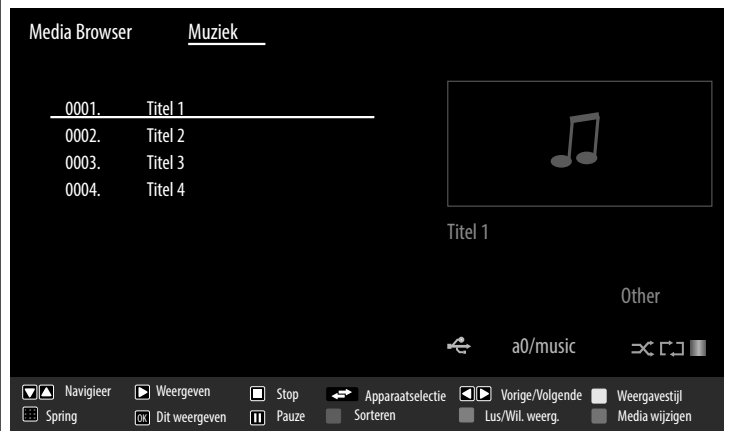 Media Browser Muziek
0001. Titel 1
0002. Titel 2
0003. Titel 3
0004. Titel 4
Titel 1
Other
a0/music
Navigieer Weergeven Stop Apparaatselectie Vorige/Volgende Weergavestijl
Spring OK Dit weergeven Pauze Sorteren Lus/Wil. weerg. Media wijzigen